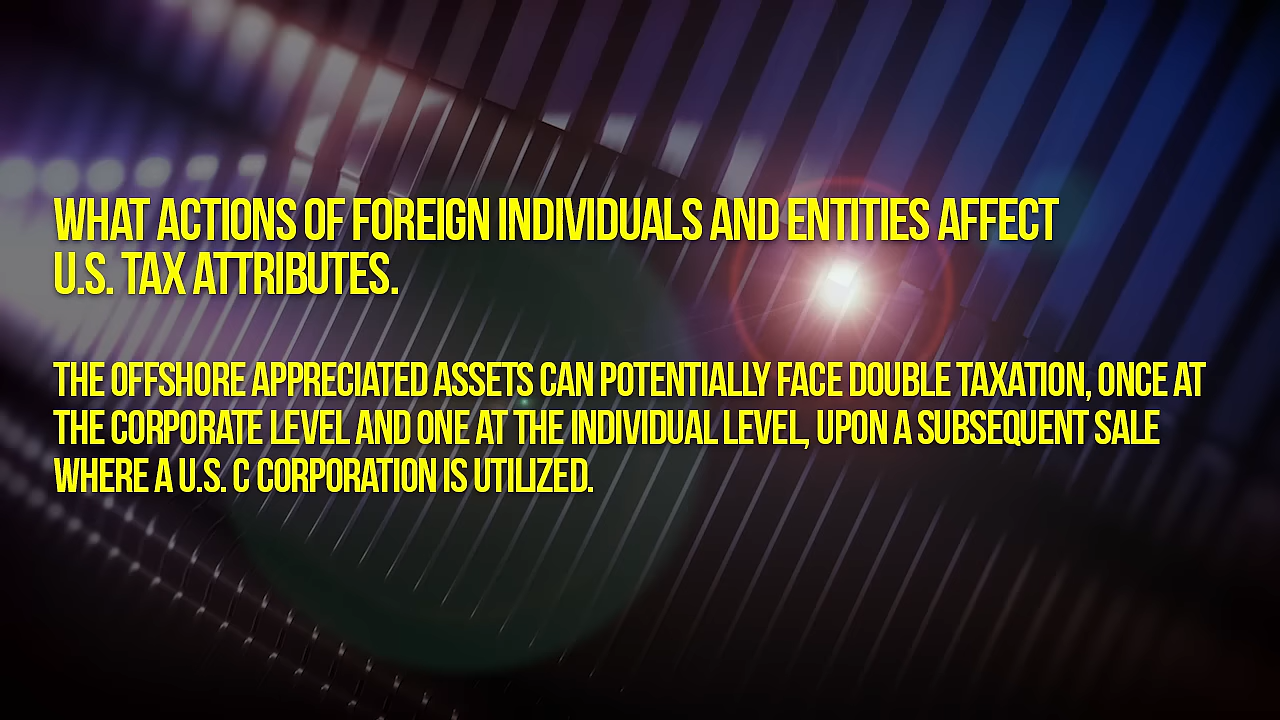 WHAT ACTIONS OF FOREIGN INDIVIDUALS AND ENTITIES AFFECT
U.S. TAX ATTRIBUTES.
THE OFFSHORE APPRECIATED ASSETS CAN POTENTIALLY FACE DOUBLE TAXATION, ONCE AT
THE CORPORATE LEVEL AND ONE AT THE INDIVIDUAL LEVEL, UPON A SUBSEQUENT SALE
WHERE A U.S. C CORPORATION IS UTILIZED.